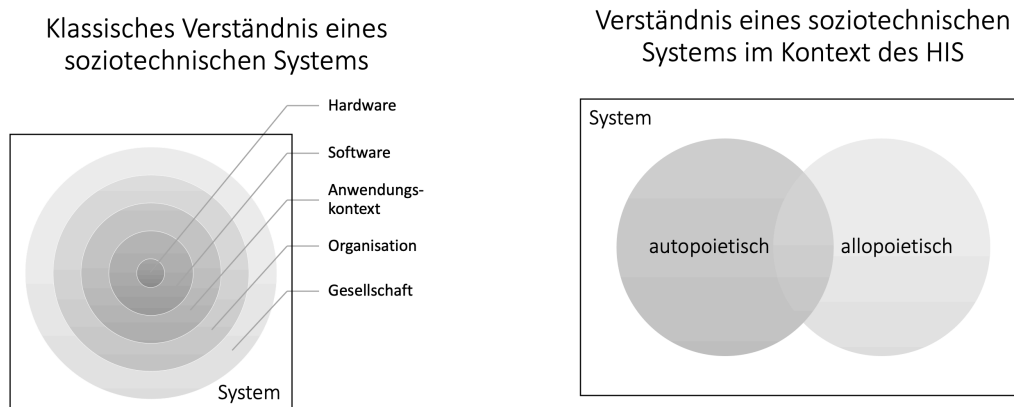 Klassisches Verständnis eines
soziotechnischen Systems
Hardware
Software
Anwendungs-
kontext
Organisation
Gesellschaft
System
Verständnis eines soziotechnischen
Systems im Kontext des HIS
System
autopoietisch
allopoietisch